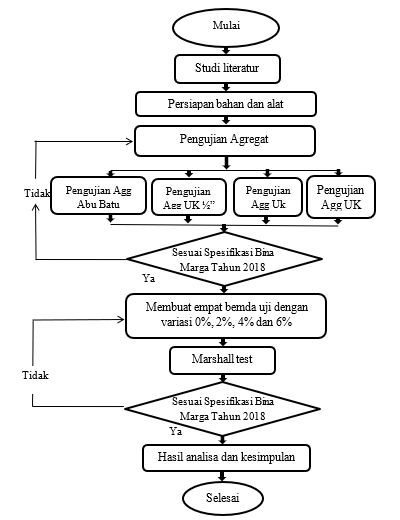 Mulai
Studi literatur
Persiapan bahan dan alat
Pengujian Agregat
Tidak
Pengujian Agg
Abu Batu
Pengujian
Agg UK ½”
Pengujian
Agg Uk
Pengujian
Agg UK
Sesuai Spesifikasi Bina
Marga Tahun 2018
Ya
Membuat empat bemda uji dengan
variasi 0%, 2%, 4% dan 6%
Marshall test
Tidak
Sesuai Spesifikasi Bina
Marga Tahun 2018
Ya
Hasil analisa dan kesimpulan
Selesai